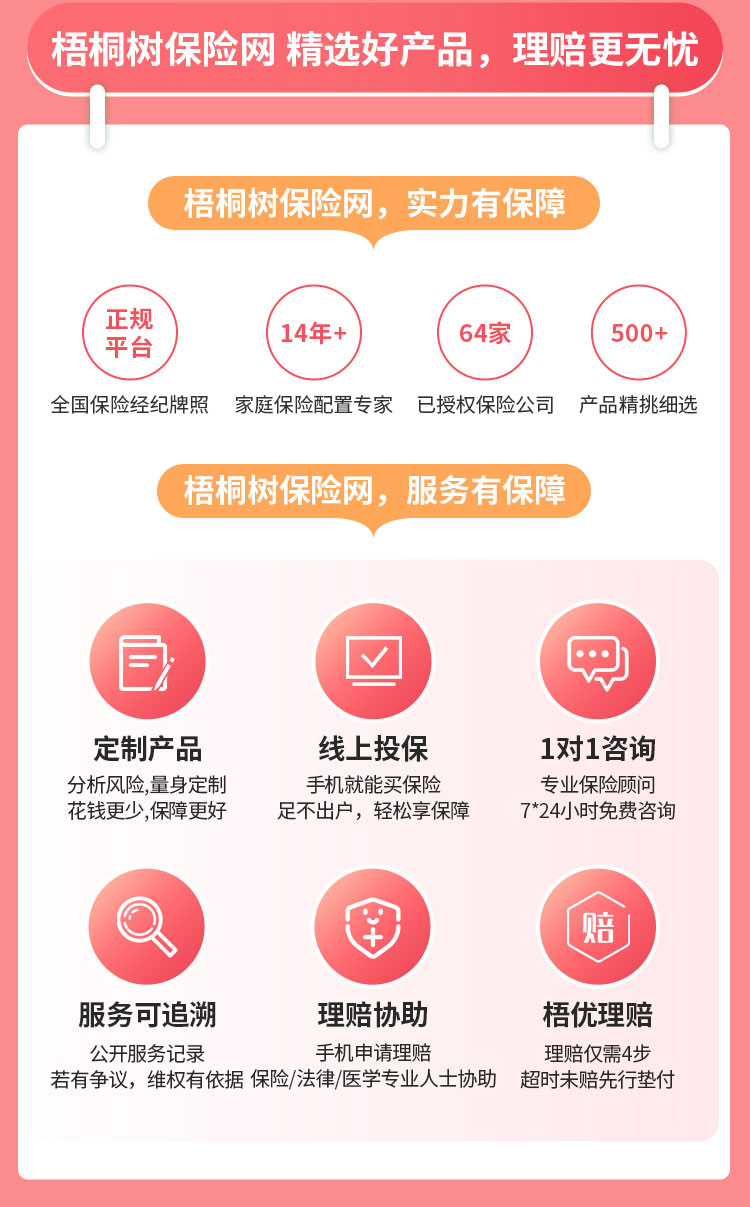 梧桐树保险网 精选好产品，理赔更无忧
梧桐树保险网，实力有保障
正规
平台
14年+
64家
500+
全国保险经纪牌照
家庭保险配置专家
已授权保险公司
产品精挑细选
梧桐树保险网，服务有保障
定制产品
线上投保
1对1咨询
分析风险,量身定制
手机就能买保险
专业保险顾问
花钱更少,保障更好
足不出户，轻松享保障
7*24小时免费咨询
赔
服务可追溯
理赔协助
梧优理赔
公开服务记录
手机申请理赔
理赔仅需4步
若有争议，维权有依据
保险/法律/医学专业人士协助
超时未赔先行垫付